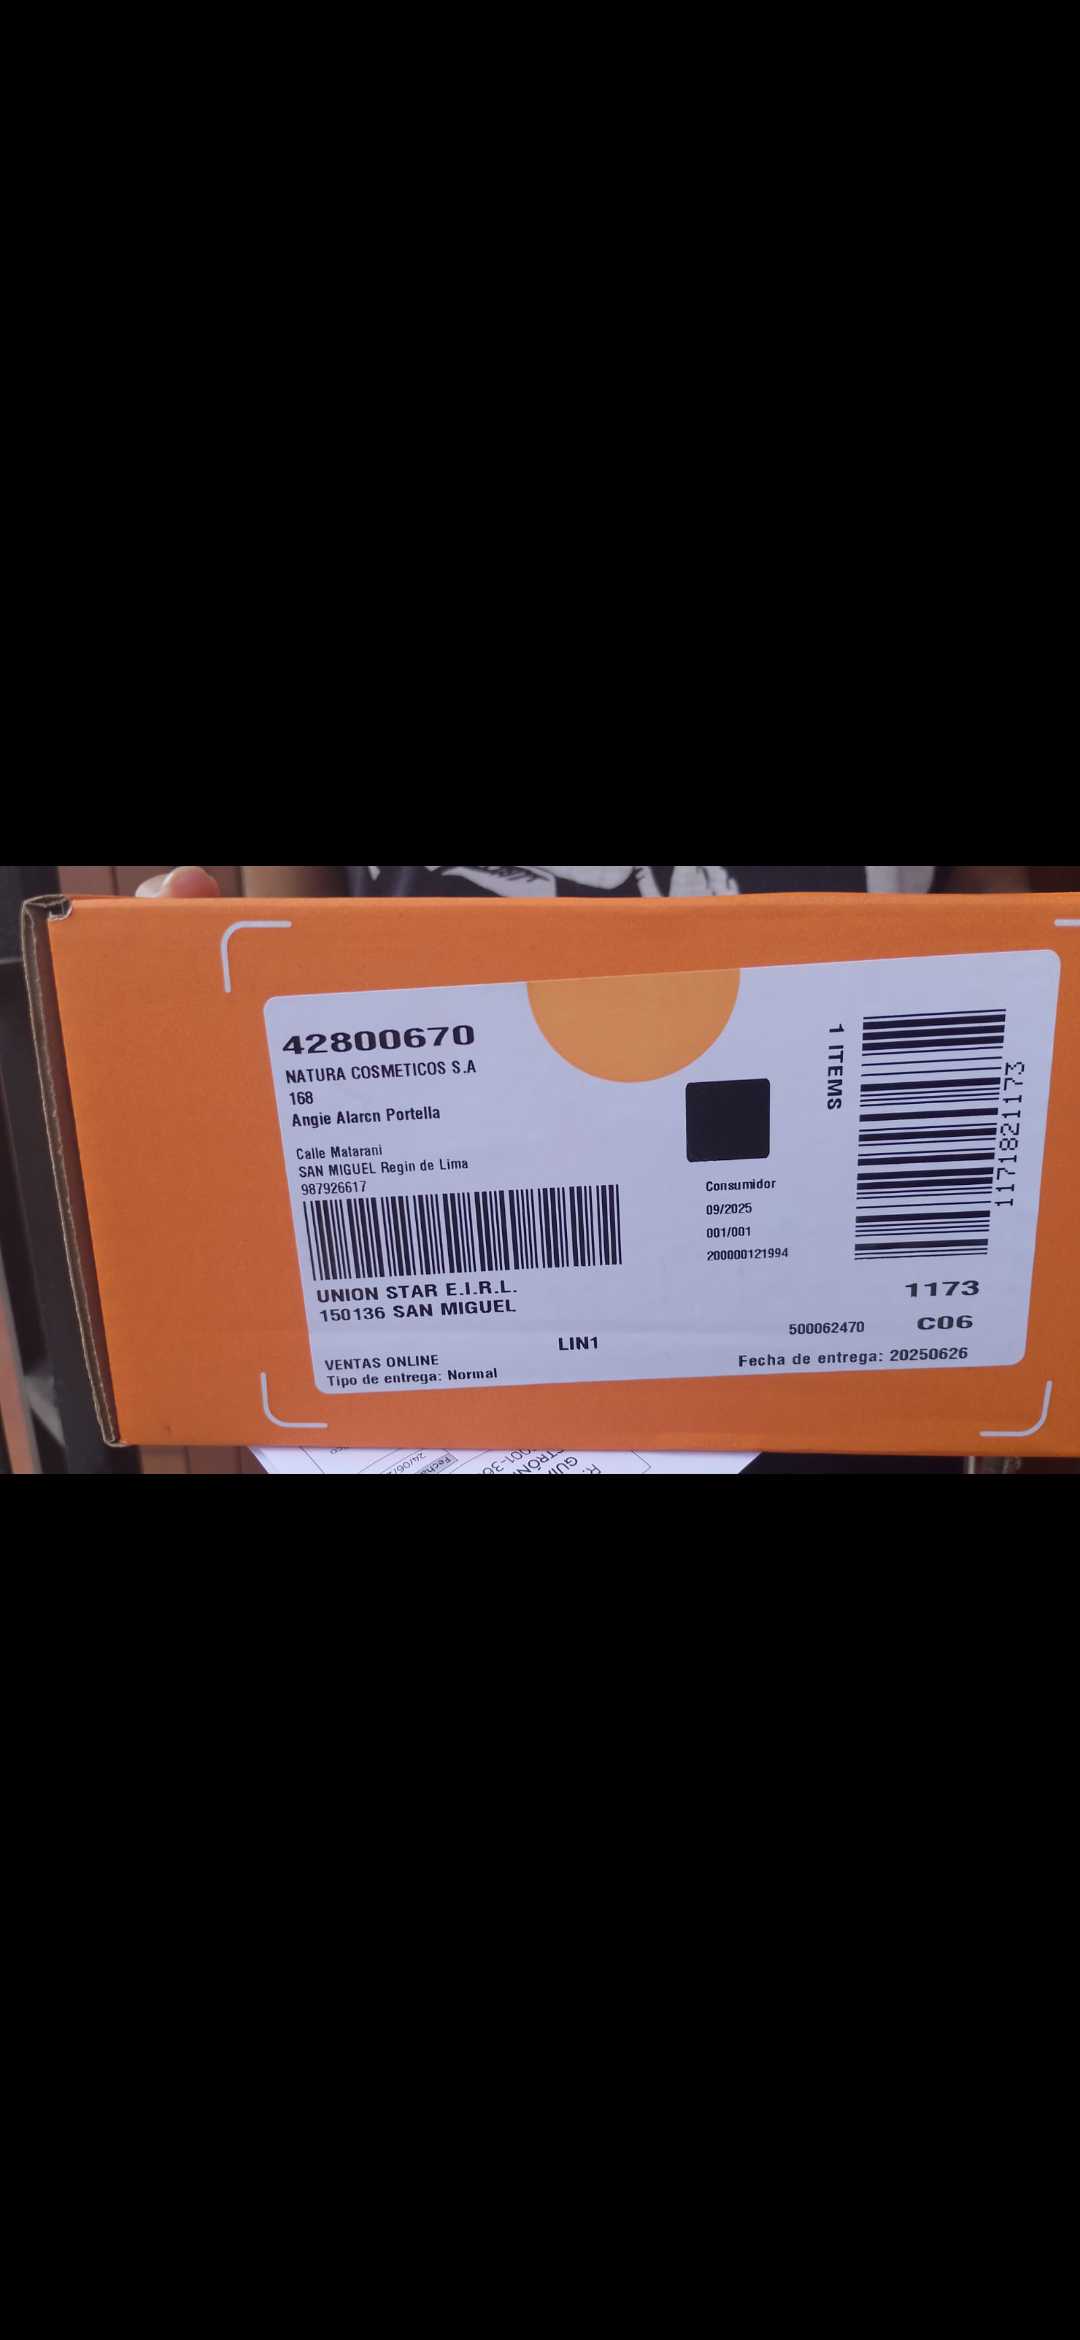 42800670
NATURA COSMETICOS S.A
168
Angie Alarcn Portella
Calle Matarani
SAN MIGUEL Regin de Lima
987926617
UNION STAR E.I.R.L.
150136 SAN MIGUEL
LIN1
VENTAS ONLINE
Tipo de entrega: Normal
Consumidor
09/2025
001/001
200000121994
1 ITEMS
1171821173
1173
500062470
C06
Fecha de entrega: 20250626